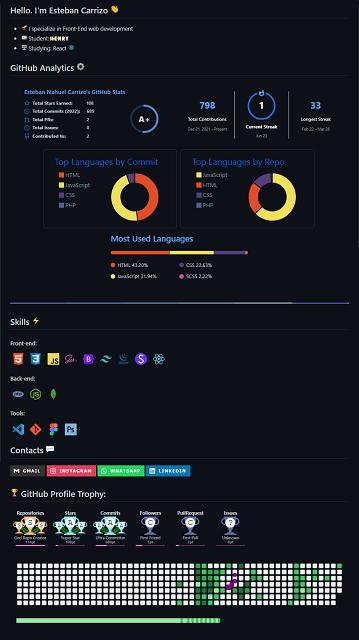 Hello. I'm Esteban Carrizo 👋
🚀 I specialize in Front-End web development
📖 Student: HENRY
💻 Studying: React ⚛
GitHub Analytics ⚙
Esteban Nahuel Carrizo's GitHub Stats
Total Stars Earned: 108
Total Commits (2022): 689
Total PRs: 2
Total Issues: 0
Contributed to: 2
A+
798
Total Contributions
Dec 21, 2021 - Present
1
Current Streak
Jun 23
33
Longest Streak
Feb 22 - Mar 26
Top Languages by Commit
HTML
JavaScript
CSS
PHP
Top Languages by Repo
JavaScript
HTML
CSS
PHP
Most Used Languages
HTML 43.20%
CSS 22.63%
JavaScript 31.94%
SCSS 2.22%
Skills ⚡
Front-end:
JS
Sass
B
S
Back-end:
php
Tools:
Ps
Contacts 💬
GMAIL
INSTAGRAM
WHATSAPP
LINKEDIN
🏆 GitHub Profile Trophy:
Repositories
S
God Repo Creator
Stars
A
Super Star
Commits
A
Ultra Committer
Followers
C
First Friend
PullRequest
C
First Pull
Issues
?
Unknown